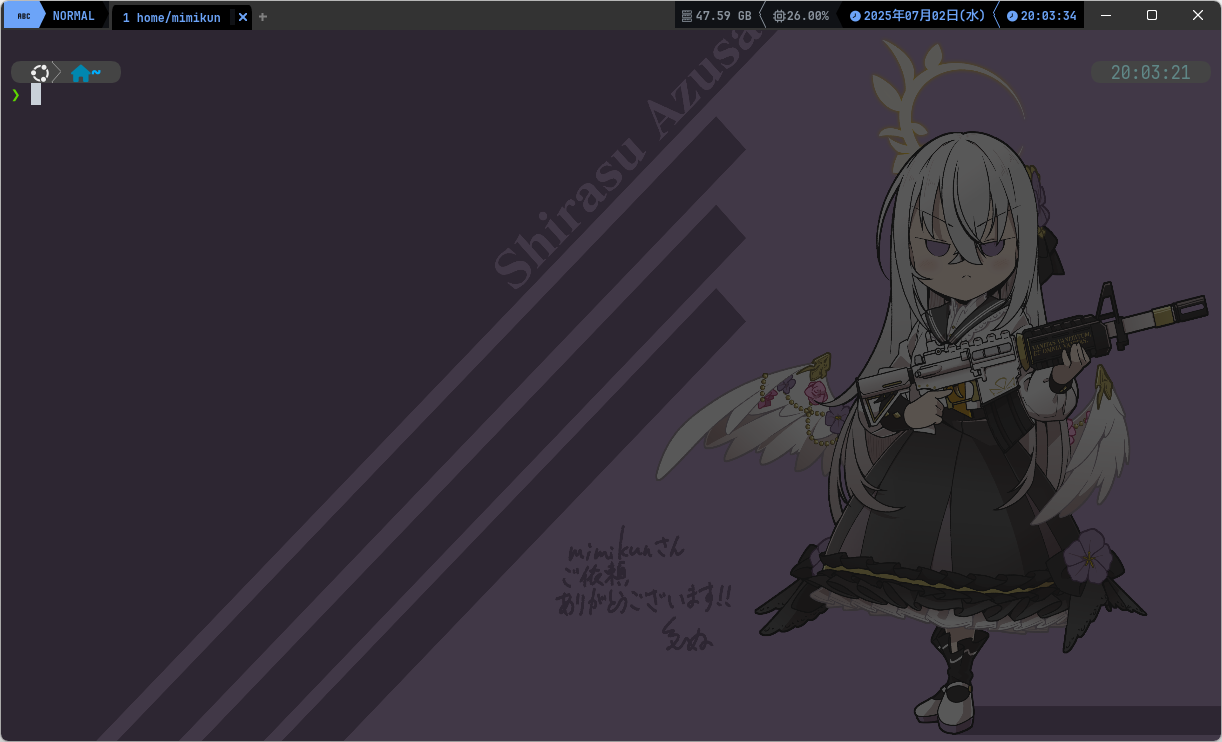 ABC NORMAL 1 home/mimikun × + 47.59 GB 26.00% 2025年07月02日(水) 20:03:34
~ 20:03:21
❯
Shirasu Azusa
mimikunさん
ご依頼
ありがとうございます!!